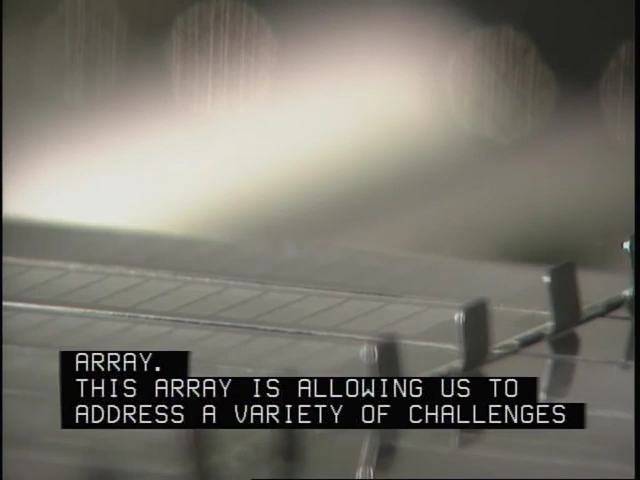 ARRAY.
THIS ARRAY IS ALLOWING US TO
ADDRESS A VARIETY OF CHALLENGES